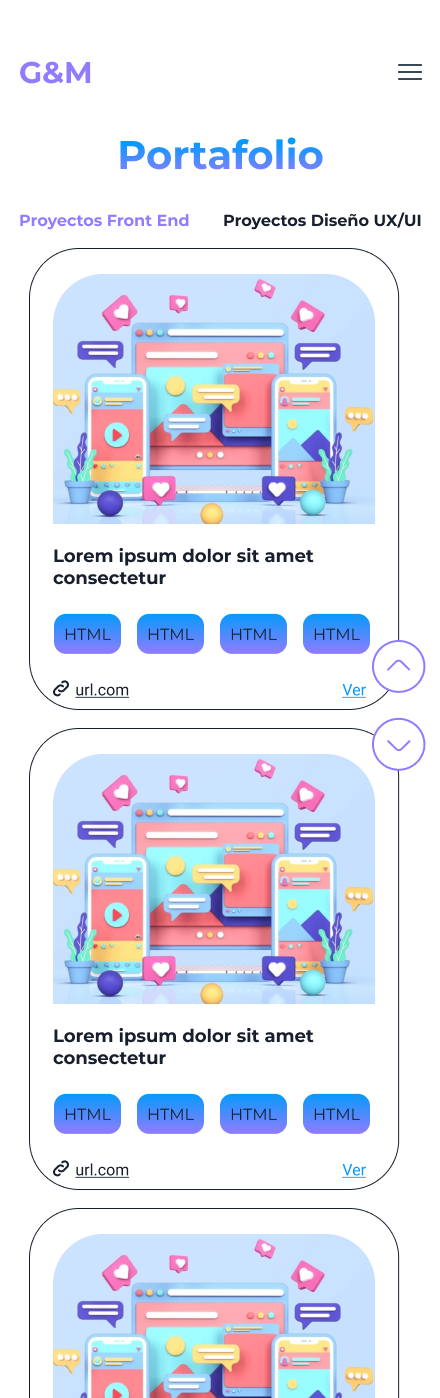 G&M
Portafolio
Proyectos Front End Proyectos Diseño UX/UI
Lorem ipsum dolor sit amet
consectetur
HTML HTML HTML HTML
url.com Ver
Lorem ipsum dolor sit amet
consectetur
HTML HTML HTML HTML
url.com Ver